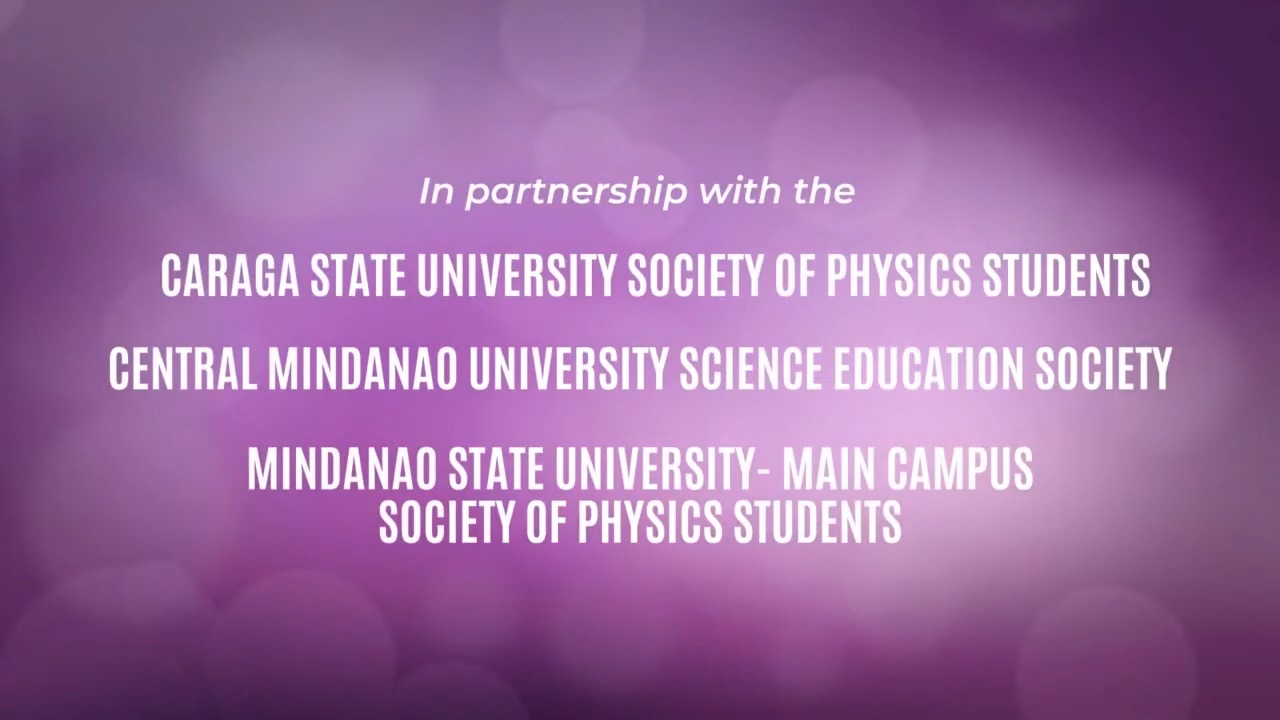 In partnership with the
CARAGA STATE UNIVERSITY SOCIETY OF PHYSICS STUDENTS
CENTRAL MINDANAO UNIVERSITY SCIENCE EDUCATION SOCIETY
MINDANAO STATE UNIVERSITY- MAIN CAMPUS
SOCIETY OF PHYSICS STUDENTS